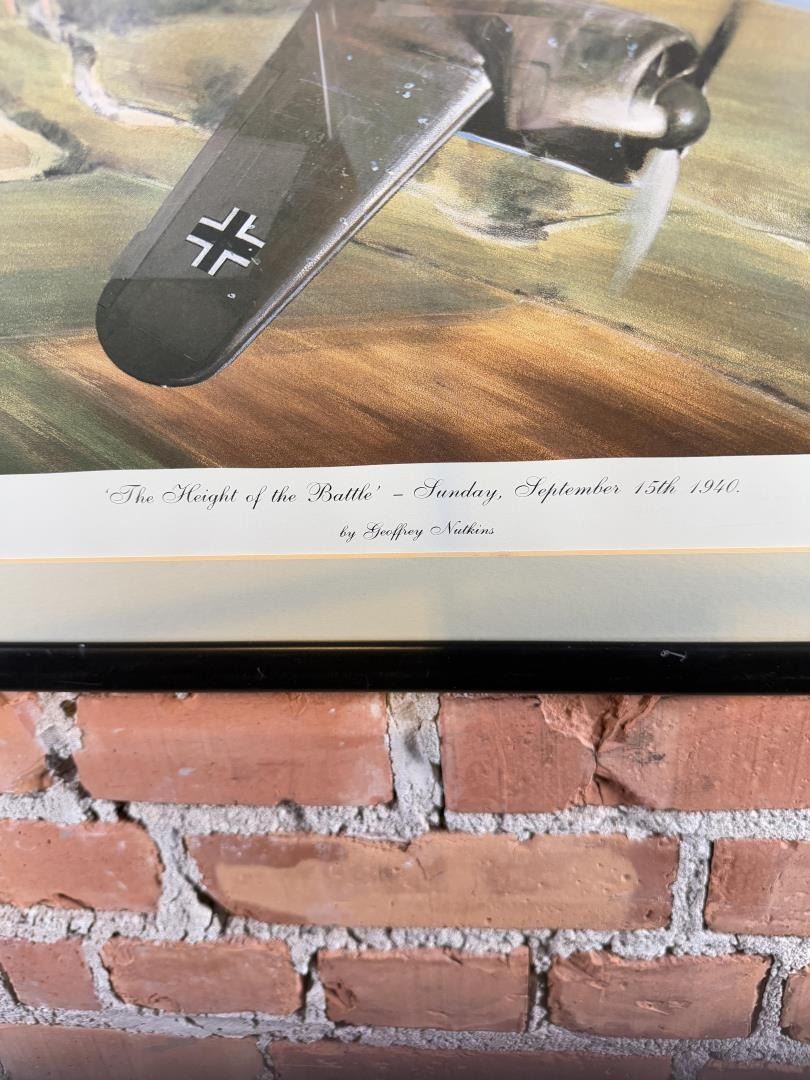 'The Height of the Battle' – Sunday, September 15th 1940.
by Geoffrey Nutkins